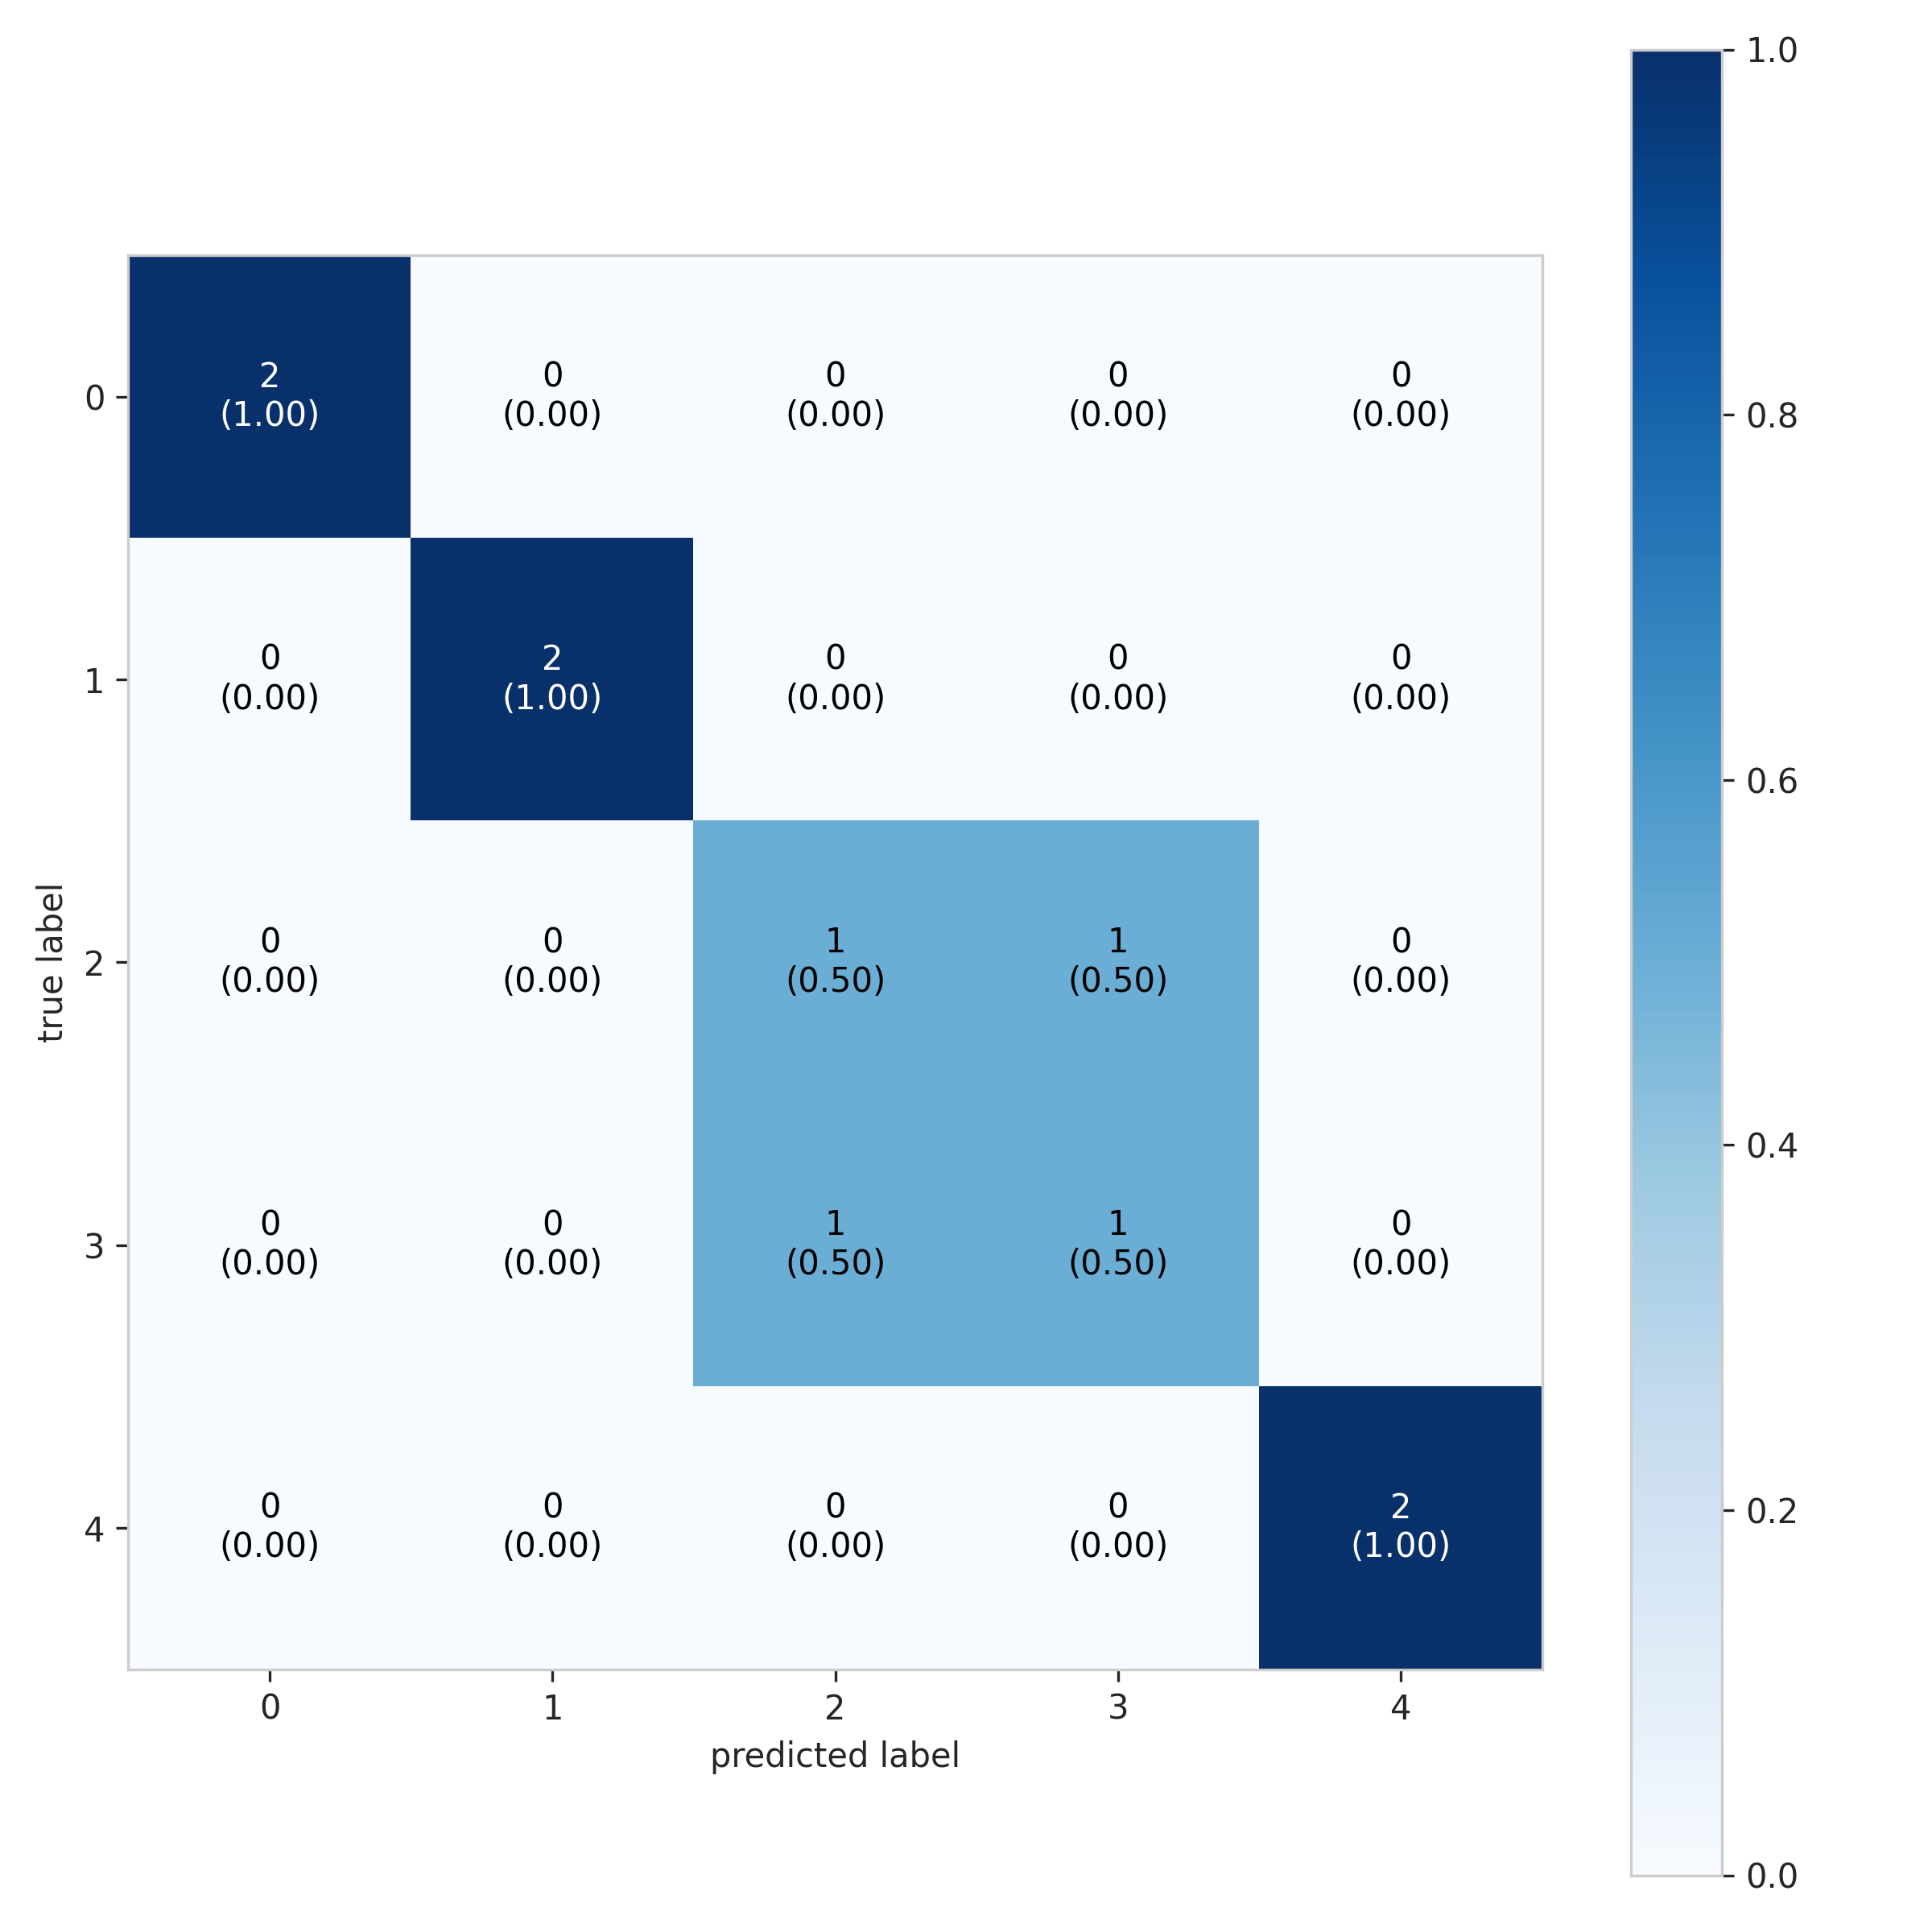 1.0
0.8
0.6
0.4
0.2
0.0
2 0 0 0 0
0 (1.00) (0.00) (0.00) (0.00) (0.00)
0 2 0 0 0
1 (0.00) (1.00) (0.00) (0.00) (0.00)
0 0 1 1 0
2 (0.00) (0.00) (0.50) (0.50) (0.00)
true label
0 0 1 1 0
3 (0.00) (0.00) (0.50) (0.50) (0.00)
0 0 0 0 2
4 (0.00) (0.00) (0.00) (0.00) (1.00)
0 1 2 3 4
predicted label